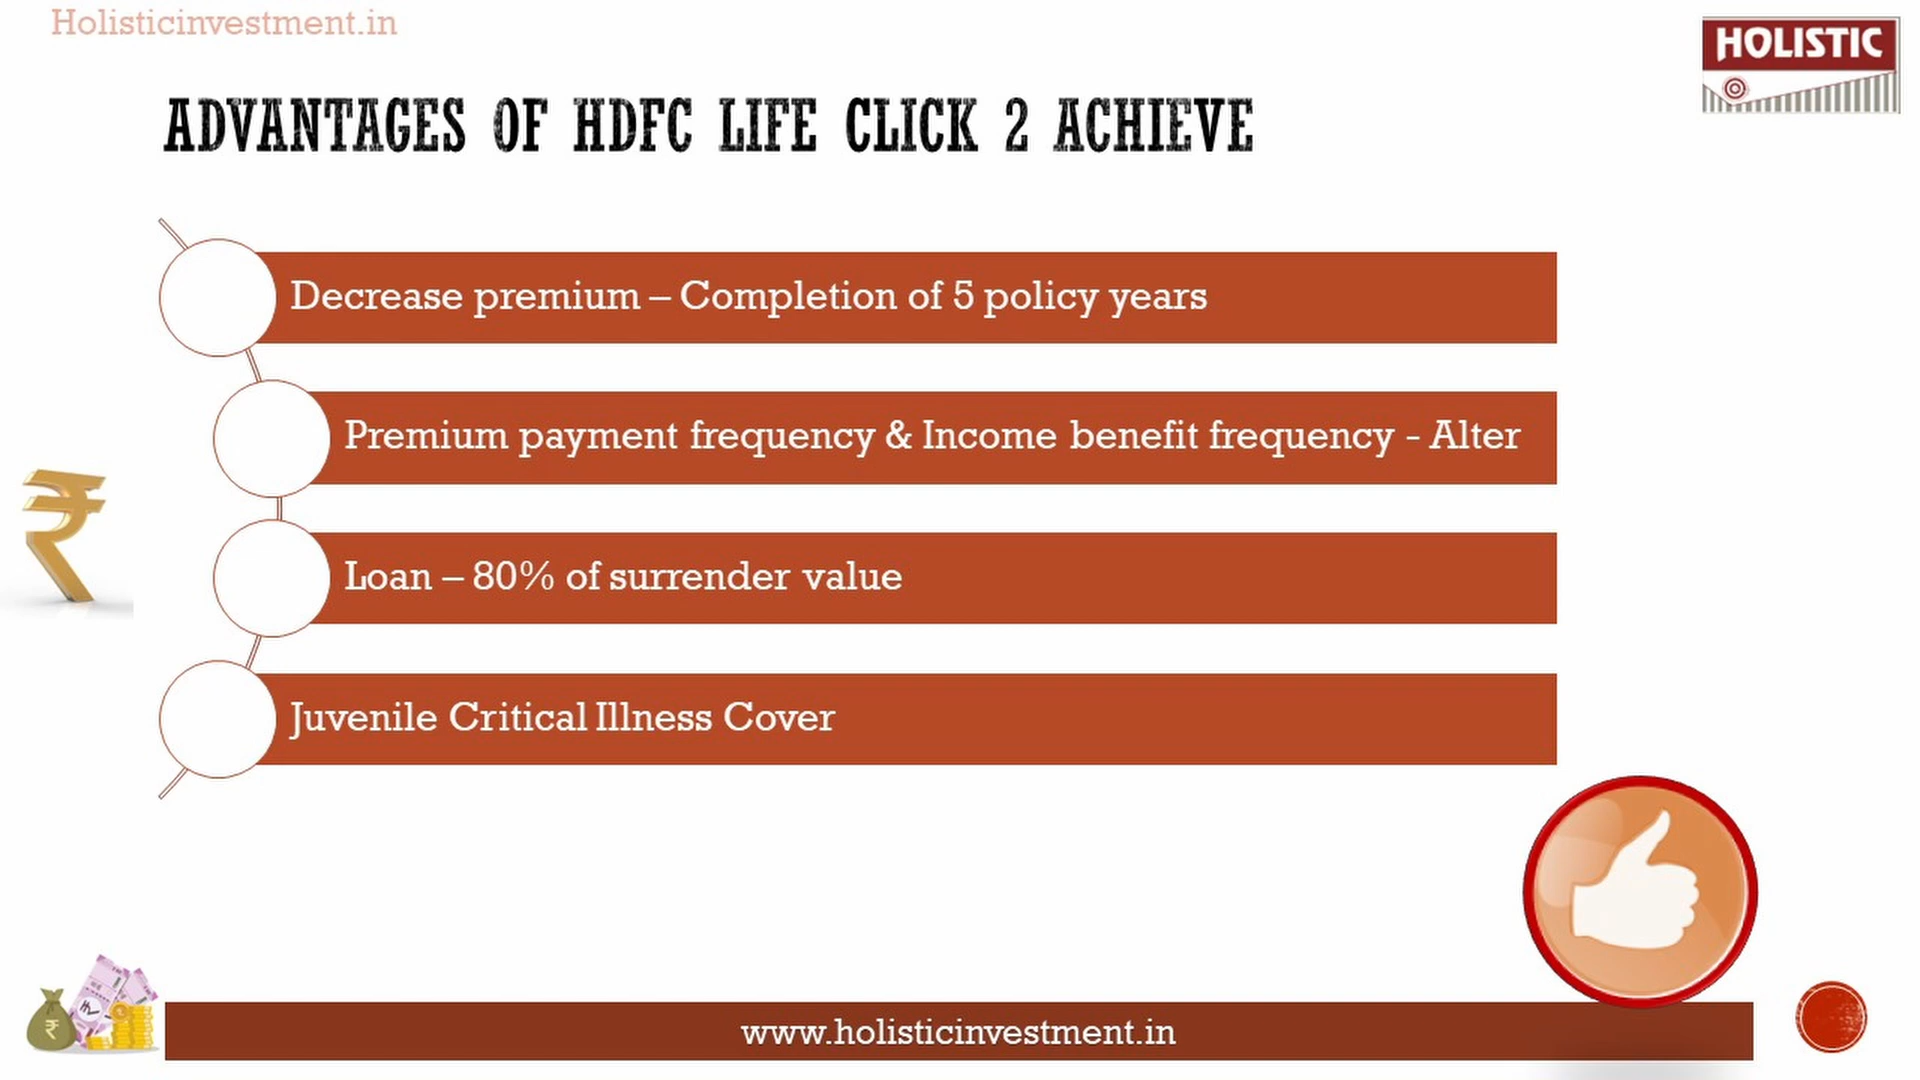 Holisticinvestment.in
HOLISTIC
ADVANTAGES OF HDFC LIFE CLICK 2 ACHIEVE
Decrease premium – Completion of 5 policy years
Premium payment frequency & Income benefit frequency - Alter
Loan – 80% of surrender value
Juvenile Critical Illness Cover
www.holisticinvestment.in